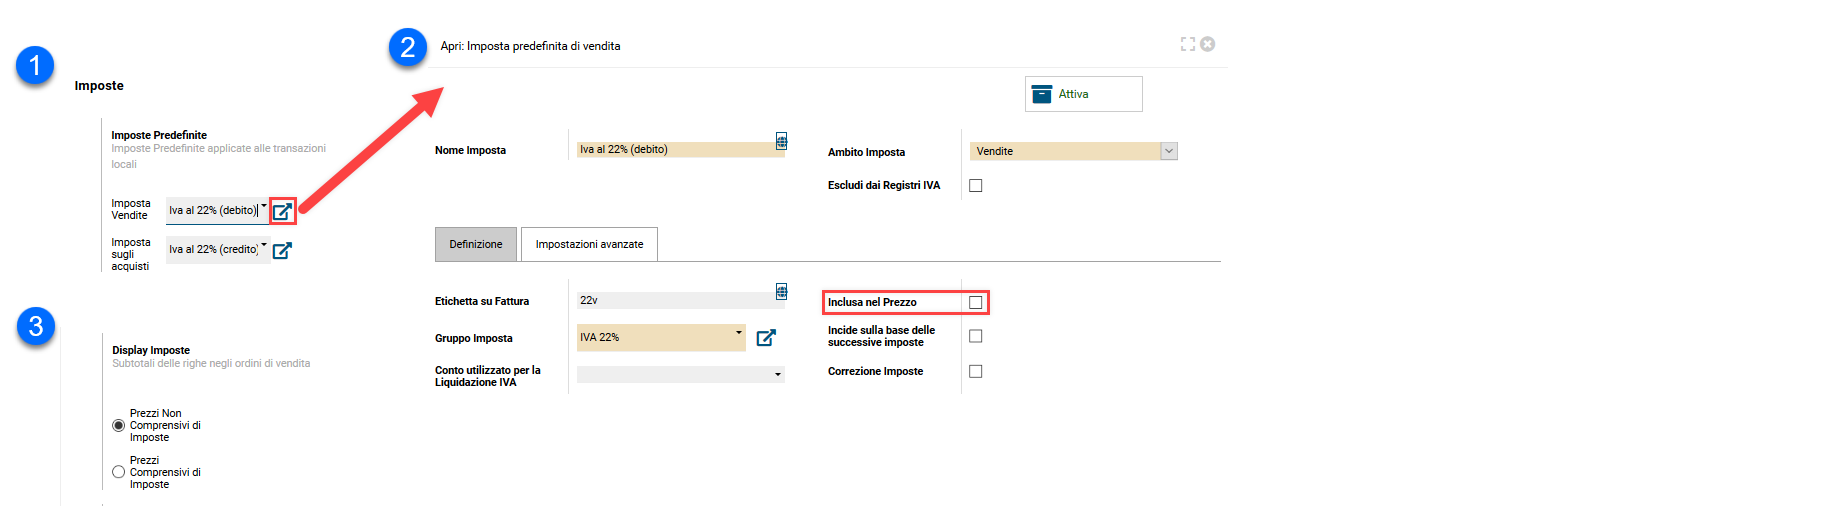 1
Imposte
Imposte Predefinite
Imposte Predefinite applicate alle transazioni
locali
Imposta
Vendite
Iva al 22% (debito)
Imposta
sugli
acquisti
Iva al 22% (credito)
2
Apri: Imposta predefinita di vendita
Attiva
Nome Imposta
Iva al 22% (debito)
Ambito Imposta
Vendite
Escludi dai Registri IVA
Definizione
Impostazioni avanzate
Etichetta su Fattura
22v
Inclusa nel Prezzo
Gruppo Imposta
IVA 22%
Incide sulla base delle
successive imposte
Conto utilizzato per la
Liquidazione IVA
Correzione Imposte
3
Display Imposte
Subtotali delle righe negli ordini di vendita
Prezzi Non
Comprensivi di
Imposte
Prezzi
Comprensivi di
Imposte